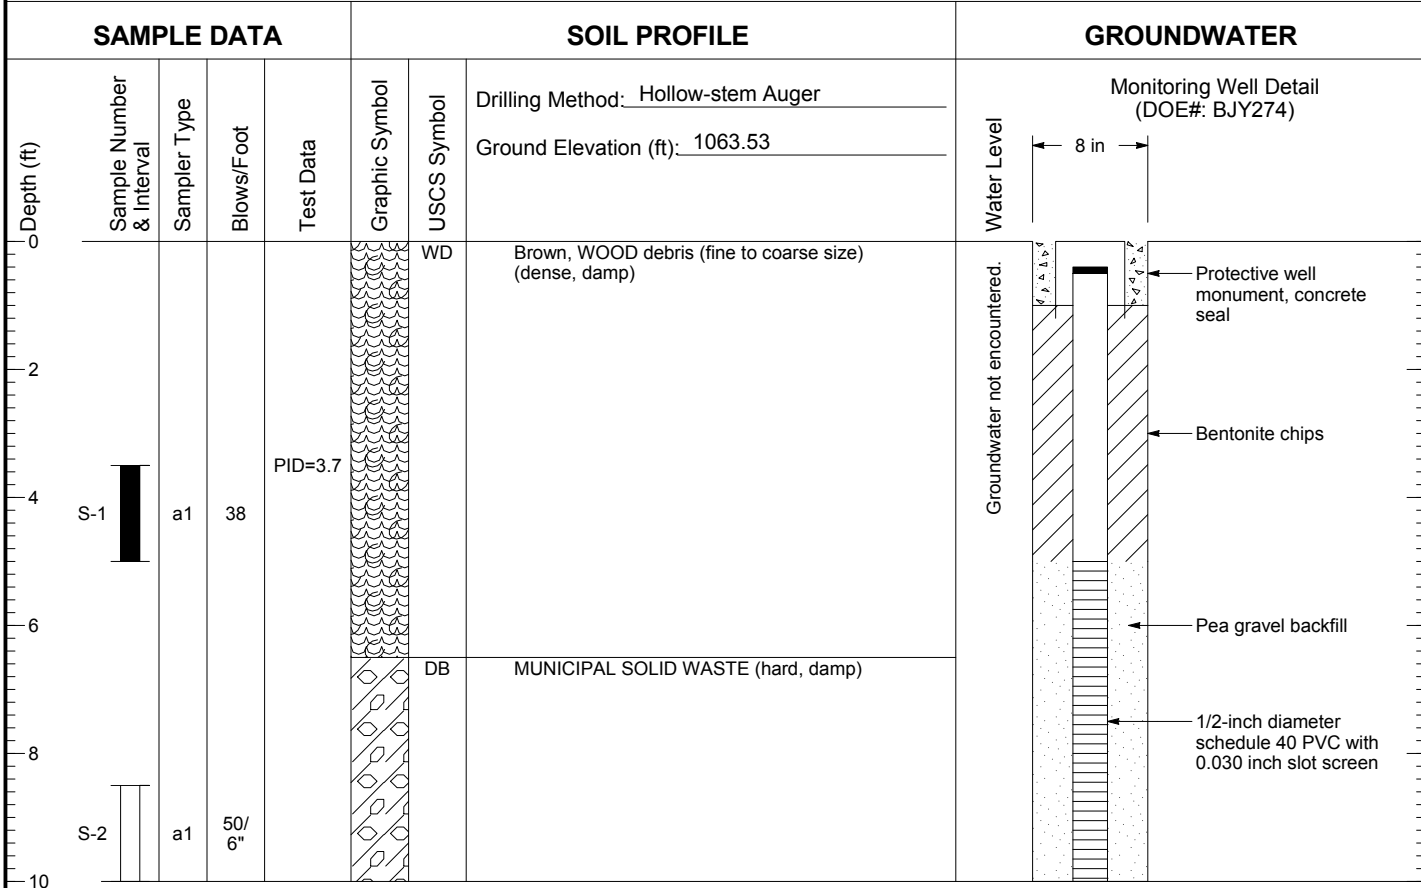 SAMPLE DATA
SOIL PROFILE
GROUNDWATER
Depth (ft)
Sample Number
& Interval
Sampler Type
Blows/Foot
Test Data
Graphic Symbol
USCS Symbol
Drilling Method: Hollow-stem Auger
Ground Elevation (ft): 1063.53
Water Level
Monitoring Well Detail
(DOE#: BJY274)
8 in
0
2
4
6
8
10
S-1
a1
38
PID=3.7
S-2
a1
50/
6"
WD
Brown, WOOD debris (fine to coarse size)
(dense, damp)
DB
MUNICIPAL SOLID WASTE (hard, damp)
Groundwater not encountered.
Protective well
monument, concrete
seal
Bentonite chips
Pea gravel backfill
1/2-inch diameter
schedule 40 PVC with
0.030 inch slot screen